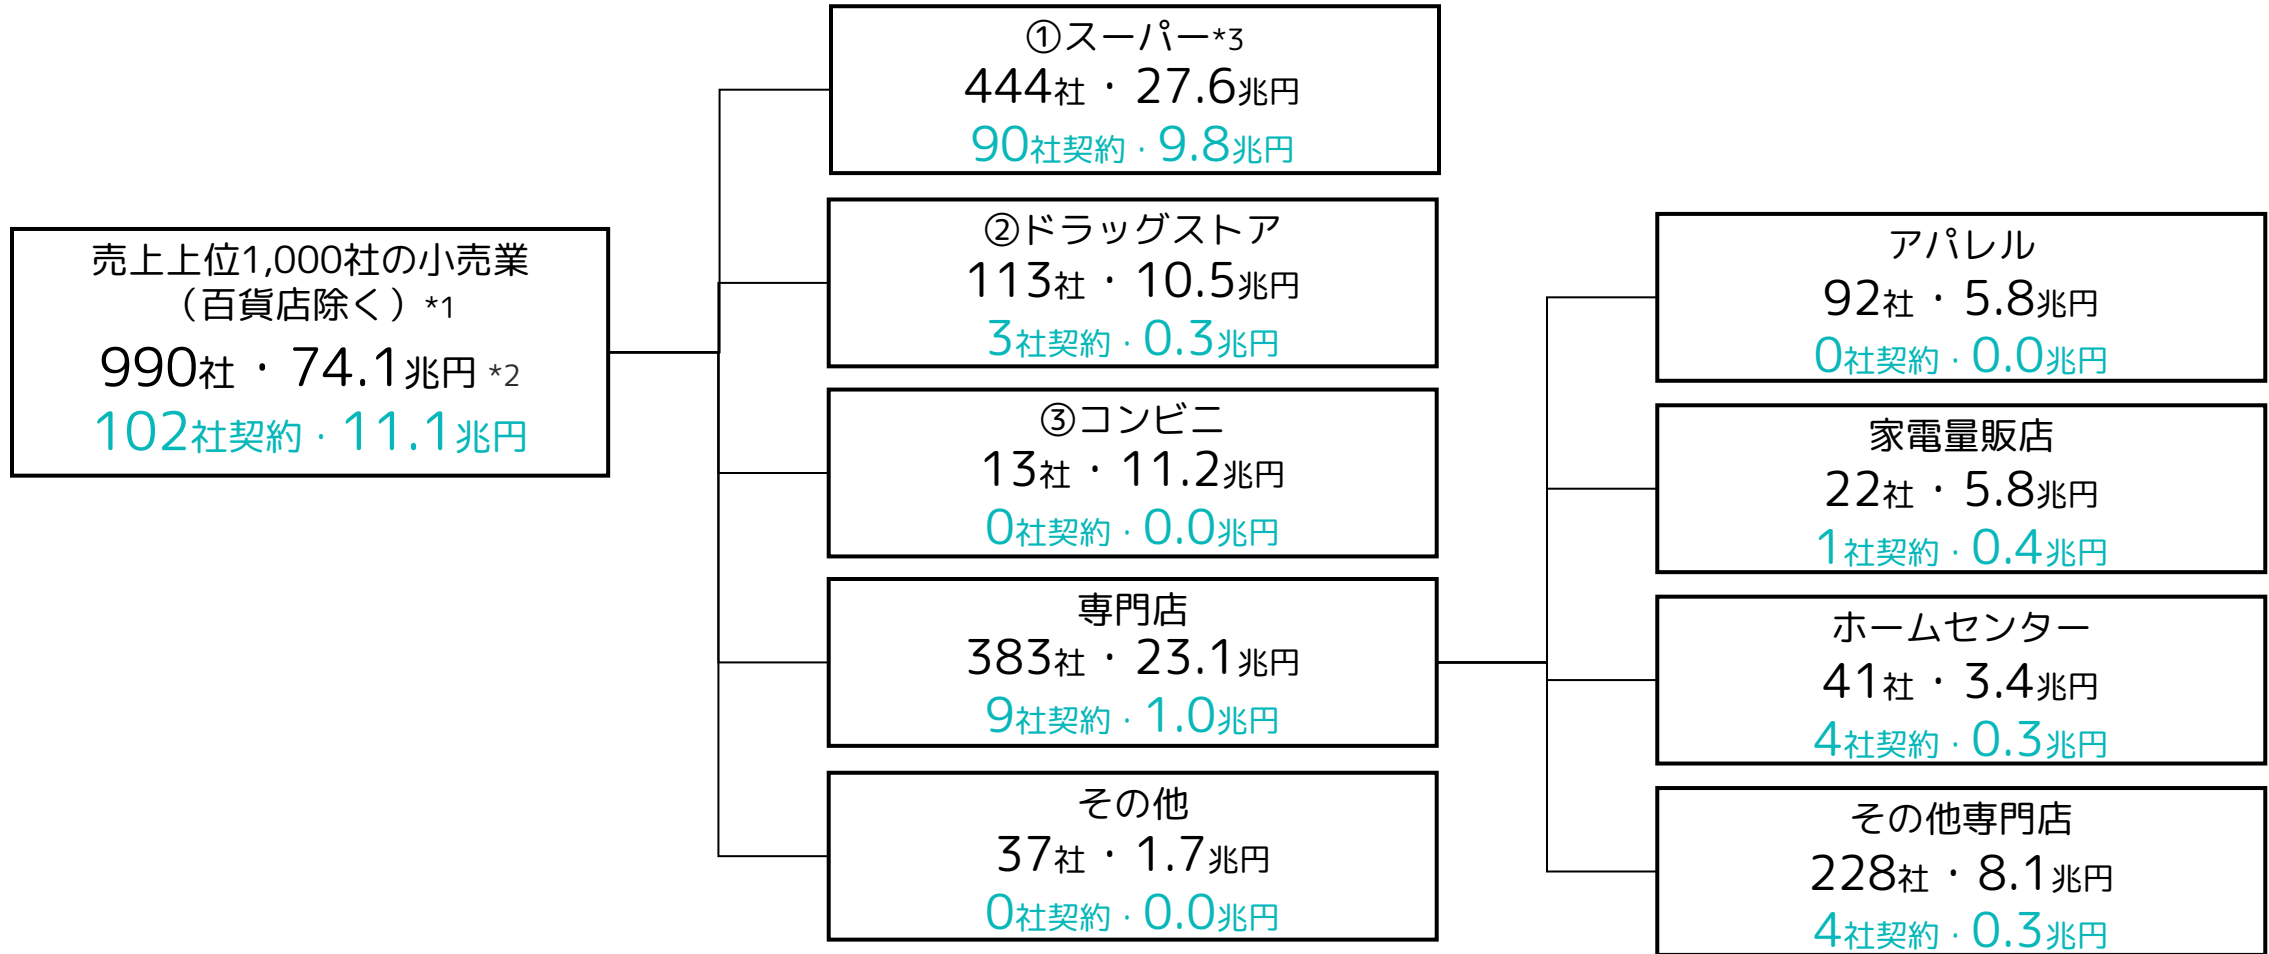 売上上位1,000社の小売業
（百貨店除く）*1
990社 ・ 74.1兆円 *2
102社契約・11.1兆円
①スーパー*3
444社 ・ 27.6兆円
90社契約・9.8兆円
②ドラッグストア
113社 ・ 10.5兆円
3社契約・0.3兆円
③コンビニ
13社 ・ 11.2兆円
0社契約・0.0兆円
専門店
383社 ・ 23.1兆円
9社契約・1.0兆円
その他
37社 ・ 1.7兆円
0社契約・0.0兆円
アパレル
92社 ・ 5.8兆円
0社契約・0.0兆円
家電量販店
22社 ・ 5.8兆円
1社契約・0.4兆円
ホームセンター
41社 ・ 3.4兆円
4社契約・0.3兆円
その他専門店
228社 ・ 8.1兆円
4社契約・0.3兆円